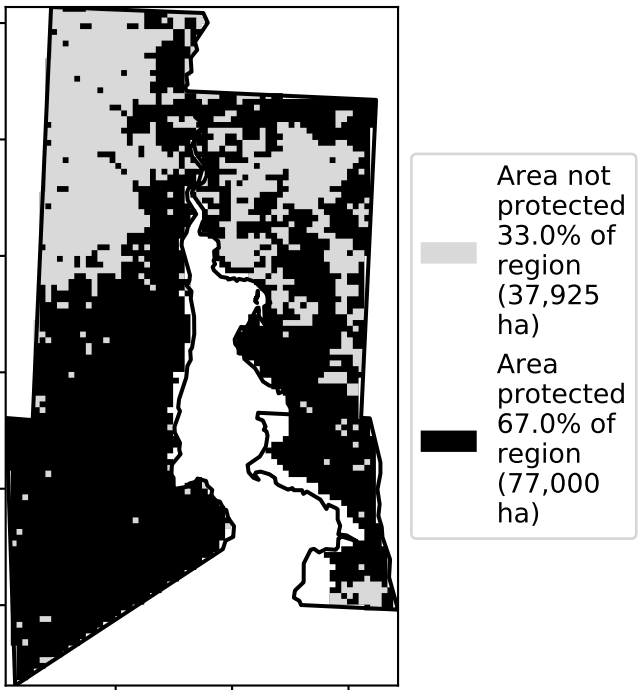 Area not
protected
33.0% of
region
(37,925
ha)
Area
protected
67.0% of
region
(77,000
ha)